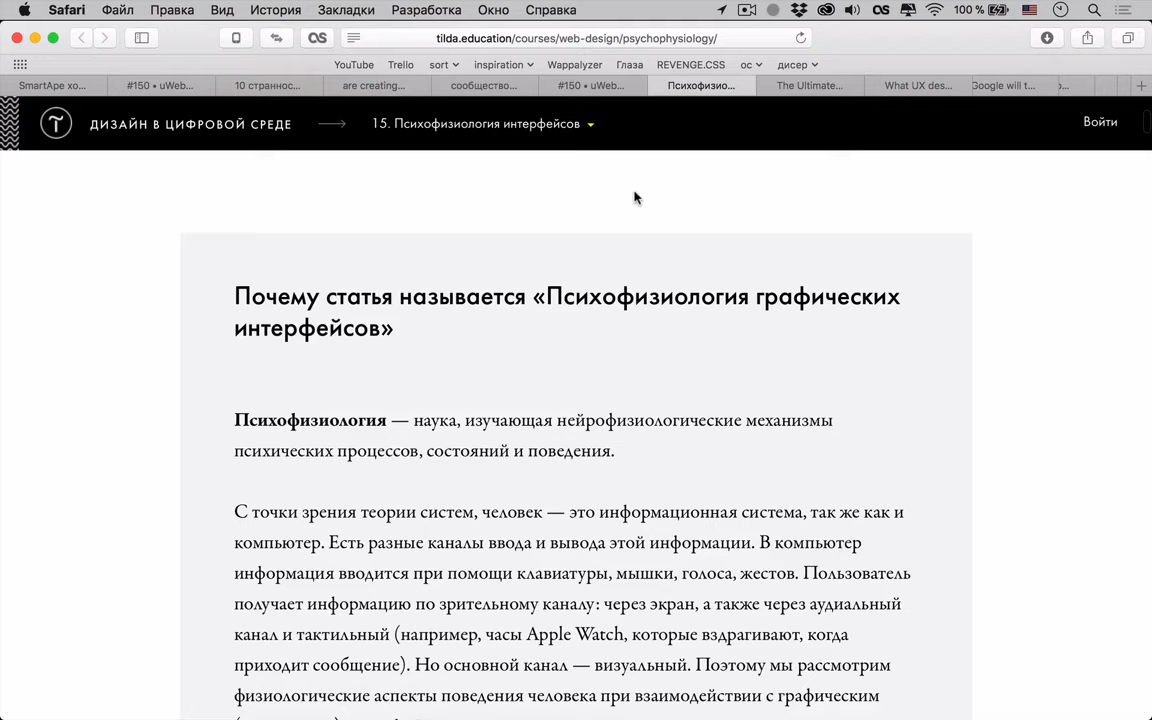 Safari Файл Правка Вид История Закладки Разработка Окно Справка 100 %
tilda.education/courses/web-design/psychophysiology/
YouTube Trello sort inspiration Wappalyzer Глаза REVENGE.CSS ос дисер
SmartApe хо... #150 • uWeb... 10 страннос... are creating... сообщество... #150 • uWeb... Психофизио... The Ultimate... What UX des... Google will t...
ДИЗАЙН В ЦИФРОВОЙ СРЕДЕ 15. Психофизиология интерфейсов Войти
Почему статья называется «Психофизиология графических
интерфейсов»
Психофизиология — наука, изучающая нейрофизиологические механизмы
психических процессов, состояний и поведения.
С точки зрения теории систем, человек — это информационная система, так же как и
компьютер. Есть разные каналы ввода и вывода этой информации. В компьютер
информация вводится при помощи клавиатуры, мышки, голоса, жестов. Пользователь
получает информацию по зрительному каналу: через экран, а также через аудиальный
канал и тактильный (например, часы Apple Watch, которые вздрагивают, когда
приходит сообщение). Но основной канал — визуальный. Поэтому мы рассмотрим
физиологические аспекты поведения человека при взаимодействии с графическим